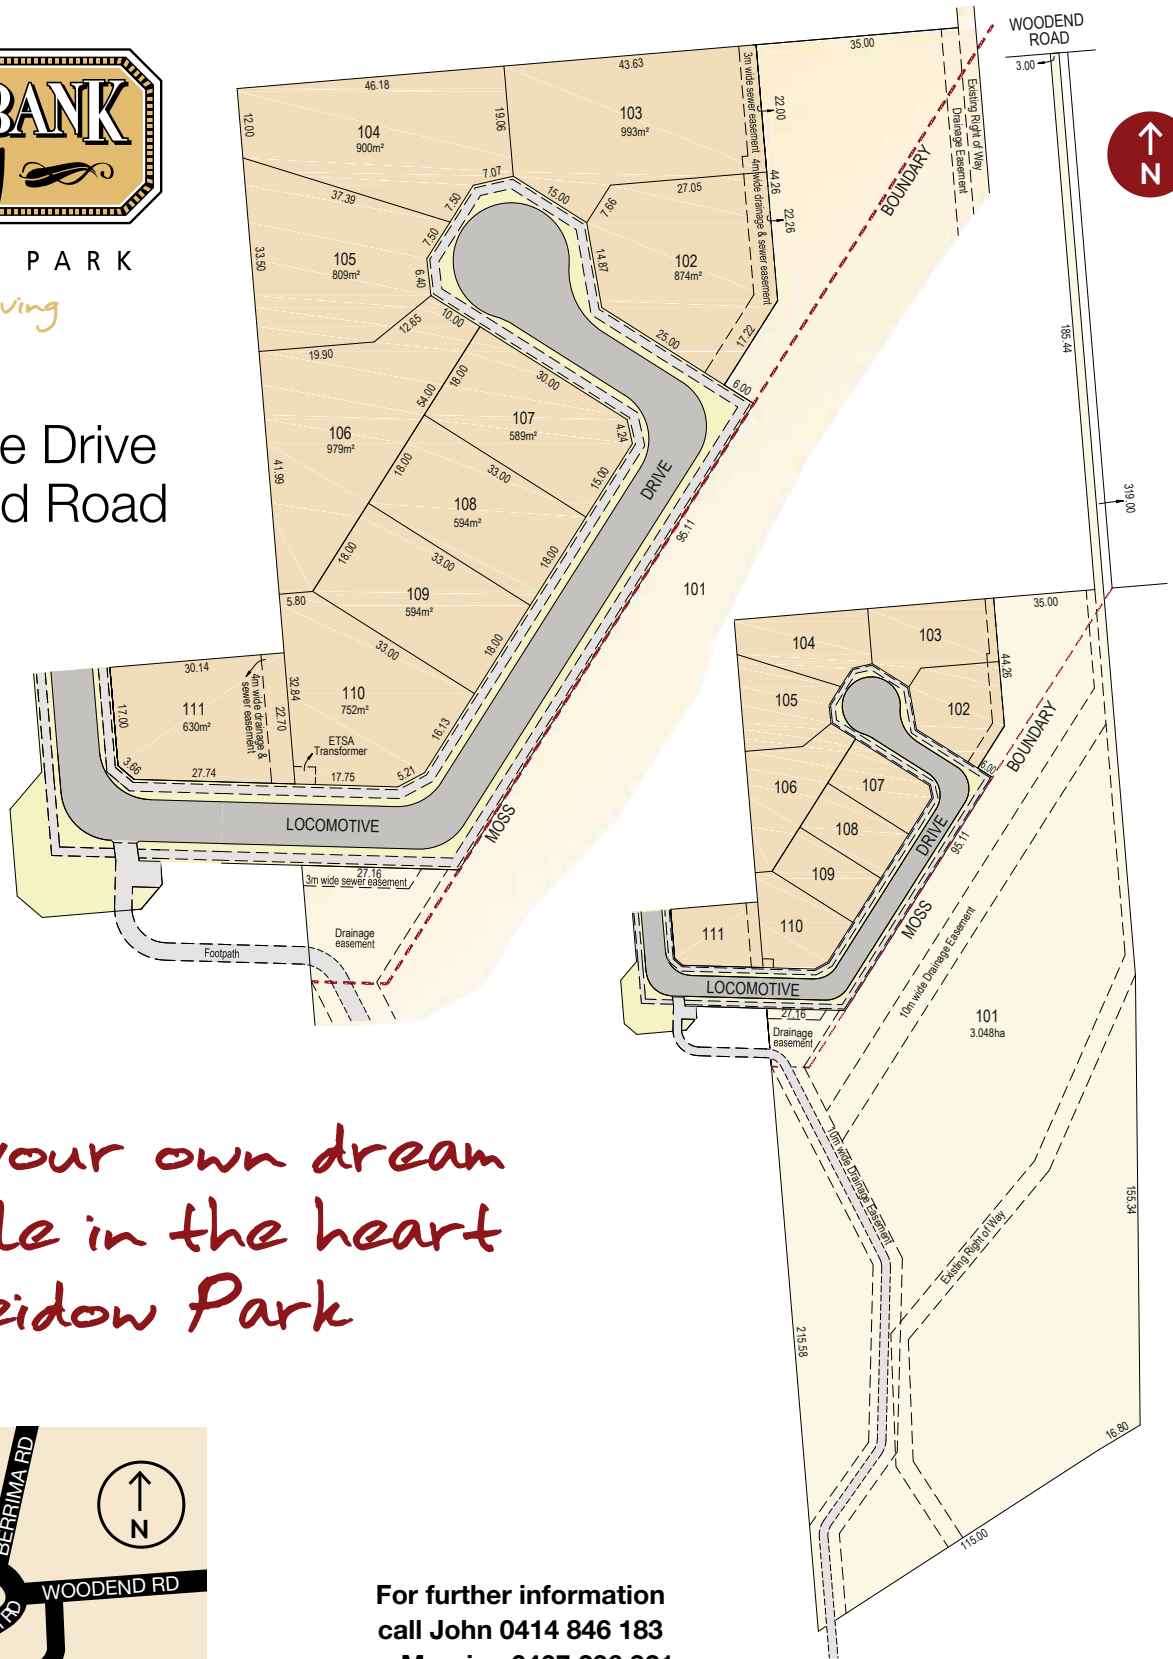 BANK
PARK
ving
e Drive
d Road
WOODEND
ROAD
3.00
N
35.00
43.63
46.18
12.00
19.06
103
993m²
104
900m²
3m wide sewer easement
4m wide drainage & sewer easement
22.00
44.26
22.26
Existing Right of Way
Drainage Easement
BOUNDARY
7.07
15.00
7.66
27.05
37.39
7.50
7.50
6.40
14.87
105
809m²
102
874m²
33.50
12.65
10.00
25.00
17.22
6.00
19.90
18.00
30.00
54.00
107
589m²
4.24
106
979m²
41.99
18.00
33.00
15.00
DRIVE
108
594m²
95.11
18.00
33.00
18.00
109
594m²
101
5.80
33.00
18.00
30.14
4m wide drainage &
sewer easement
32.84
22.70
110
752m²
111
630m²
17.00
16.13
ETSA
Transformer
3.66
27.74
17.75
5.21
LOCOMOTIVE
MOSS
27.16
3m wide sewer easement
Drainage
easement
Footpath
185.44
319.00
35.00
104
103
44.26
105
102
BOUNDARY
6.00
106
107
108
DRIVE
95.11
109
MOSS
111
110
10m wide Drainage Easement
LOCOMOTIVE
27.16
Drainage
easement
101
3.048ha
10m wide Drainage Easement
155.34
Existing Right of Way
215.58
16.80
115.00
your own dream
le in the heart
eidow Park
BERRIMA RD
N
WOODEND RD
RD
For further information
call John 0414 846 183